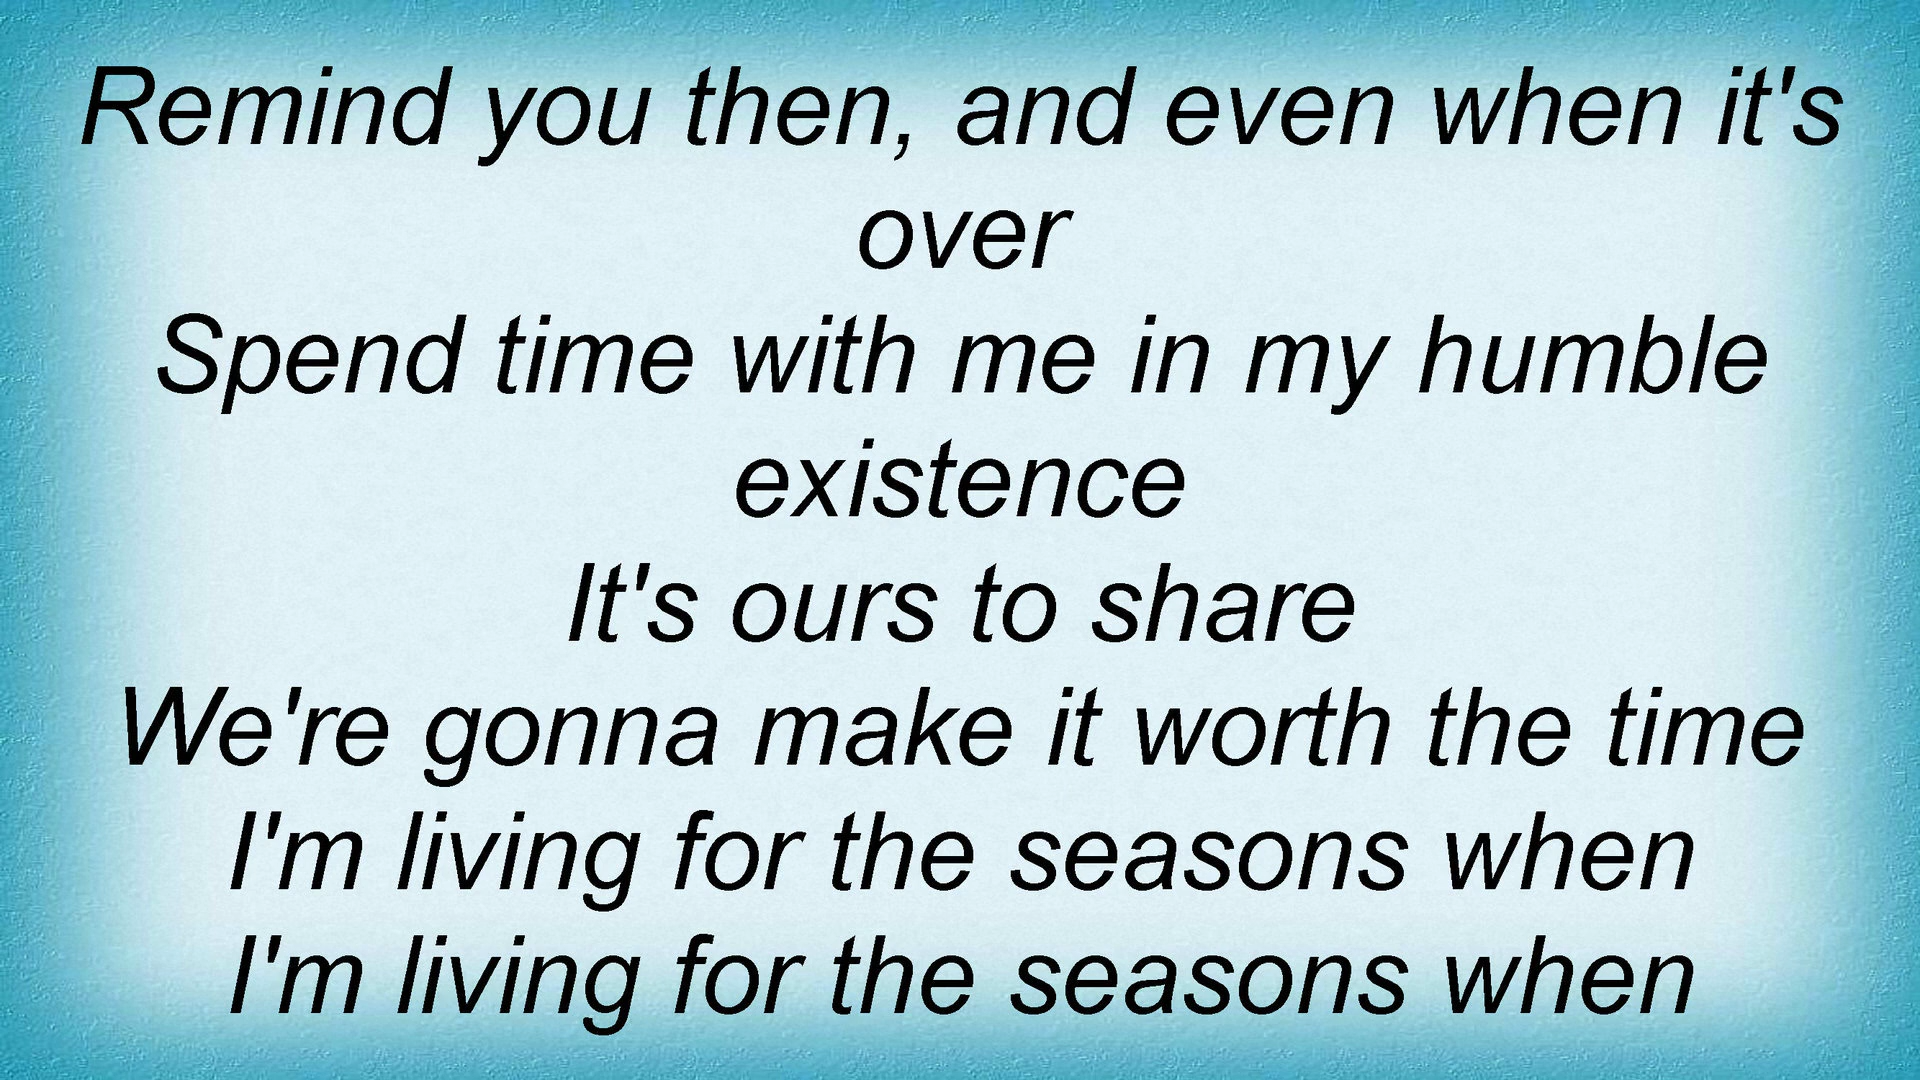 Remind you then, and even when it's
over
Spend time with me in my humble
existence
It's ours to share
We're gonna make it worth the time
I'm living for the seasons when
I'm living for the seasons when